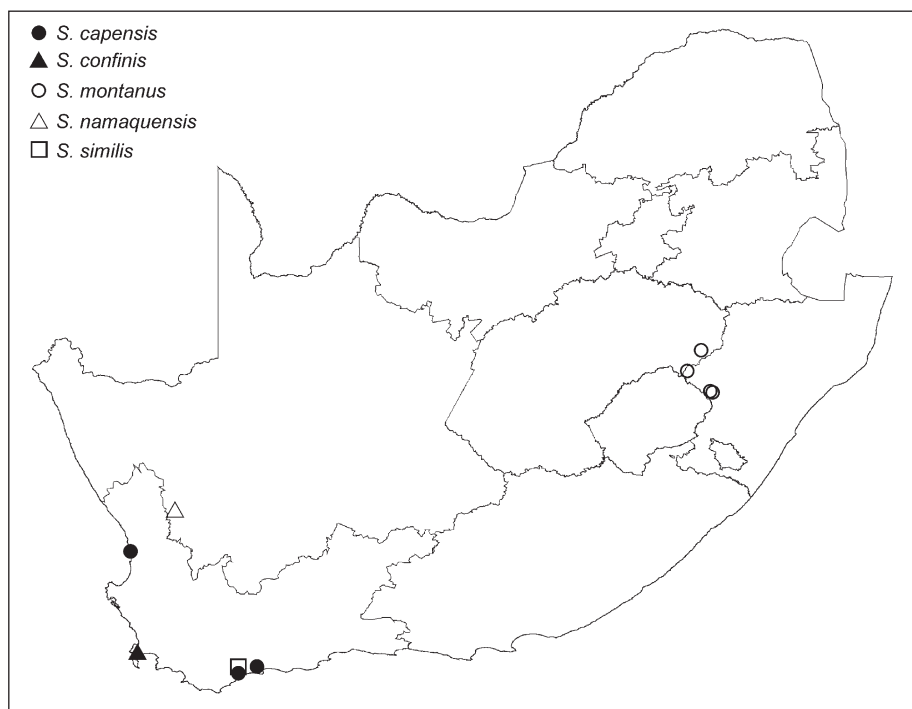 S. capensis
S. confinis
S. montanus
S. namaquensis
S. similis